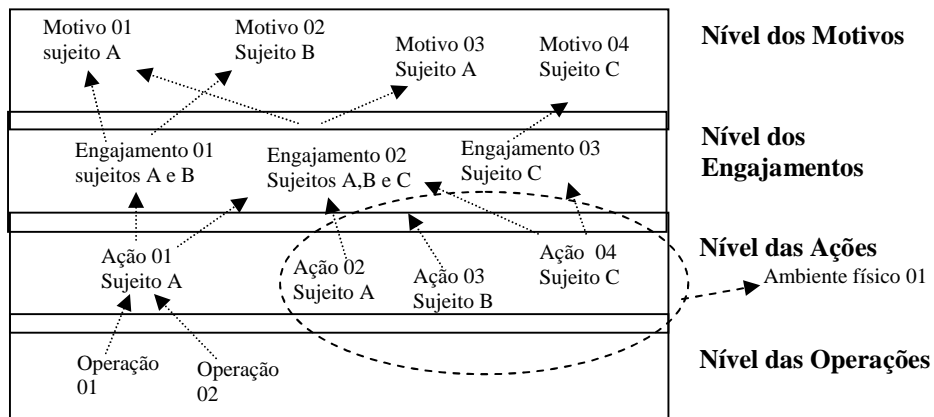 Motivo 01
sujeito A
Motivo 02
Sujeito B
Motivo 03
Sujeito A
Motivo 04
Sujeito C
Nível dos Motivos
Engajamento 01
sujeitos A e B
Engajamento 02
Sujeitos A,B e C
Engajamento 03
Sujeito C
Nível dos
Engajamentos
Ação 01
Sujeito A
Ação 02
Sujeito A
Ação 03
Sujeito B
Ação 04
Sujeito C
Nível das Ações
Ambiente físico 01
Operação
01
Operação
02
Nível das Operações